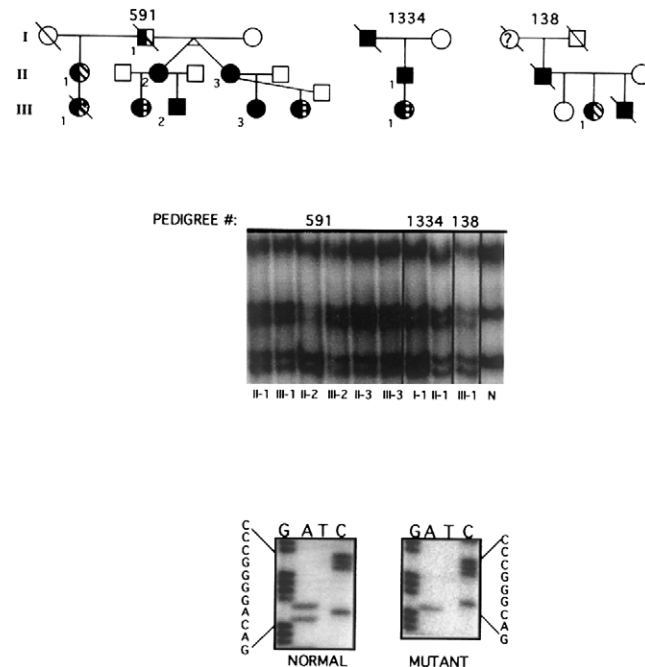 591
1334
138
I
1
?
II
1
2
3
1
III
1
2
3
1
1
PEDIGREE #:
591
1334 138
II-1 III-1 II-2 III-2 II-3 III-3 I-1 II-1 III-1 N
G A T C
G A T C
C
C
C
G
G
G
G
A
C
A
G
C
C
C
G
G
G
C
A
G
NORMAL
MUTANT